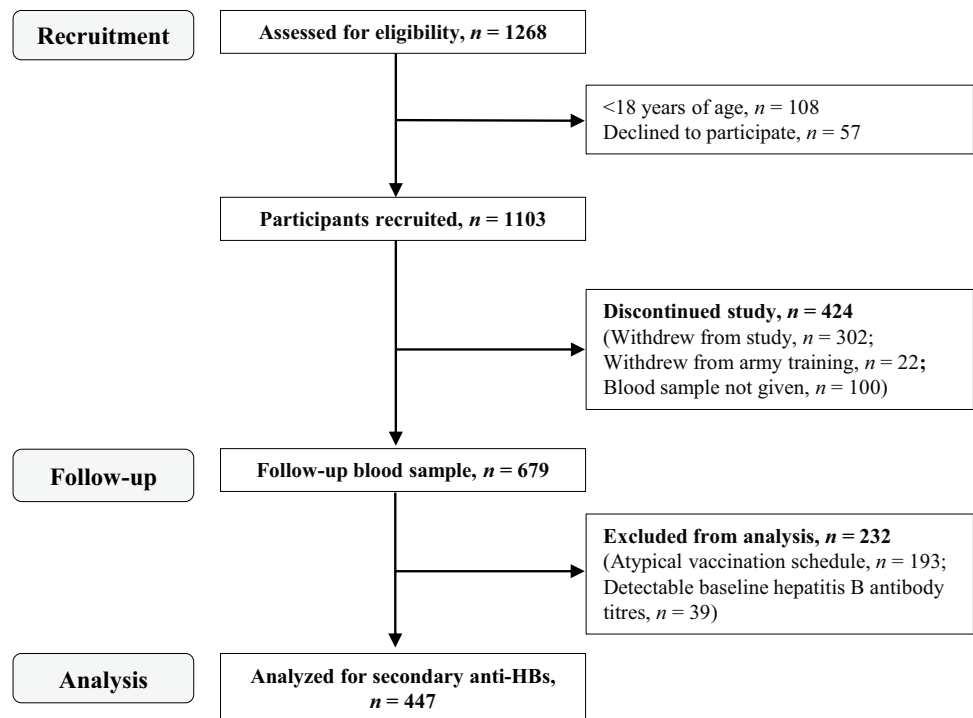 Recruitment
Assessed for eligibility, n = 1268
<18 years of age, n = 108
Declined to participate, n = 57
Participants recruited, n = 1103
Discontinued study, n = 424
(Withdrew from study, n = 302;
Withdrew from army training, n = 22;
Blood sample not given, n = 100)
Follow-up
Follow-up blood sample, n = 679
Excluded from analysis, n = 232
(Atypical vaccination schedule, n = 193;
Detectable baseline hepatitis B antibody
titres, n = 39)
Analysis
Analyzed for secondary anti-HBs,
n = 447